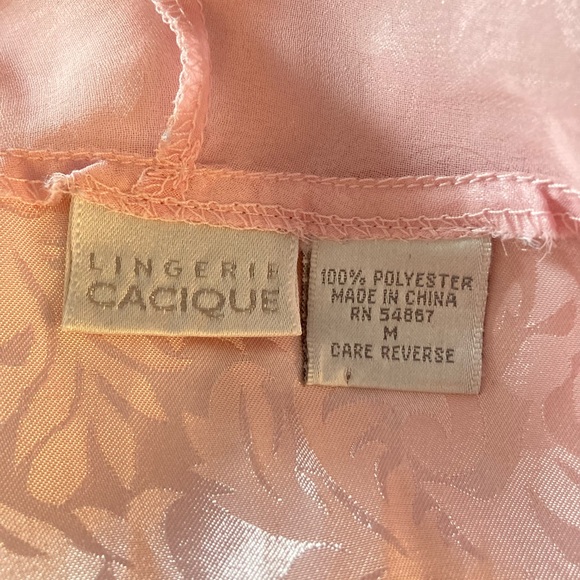 LINGERIE
CACIQUE
100% POLYESTER
MADE IN CHINA
RN 54867
M
CARE REVERSE